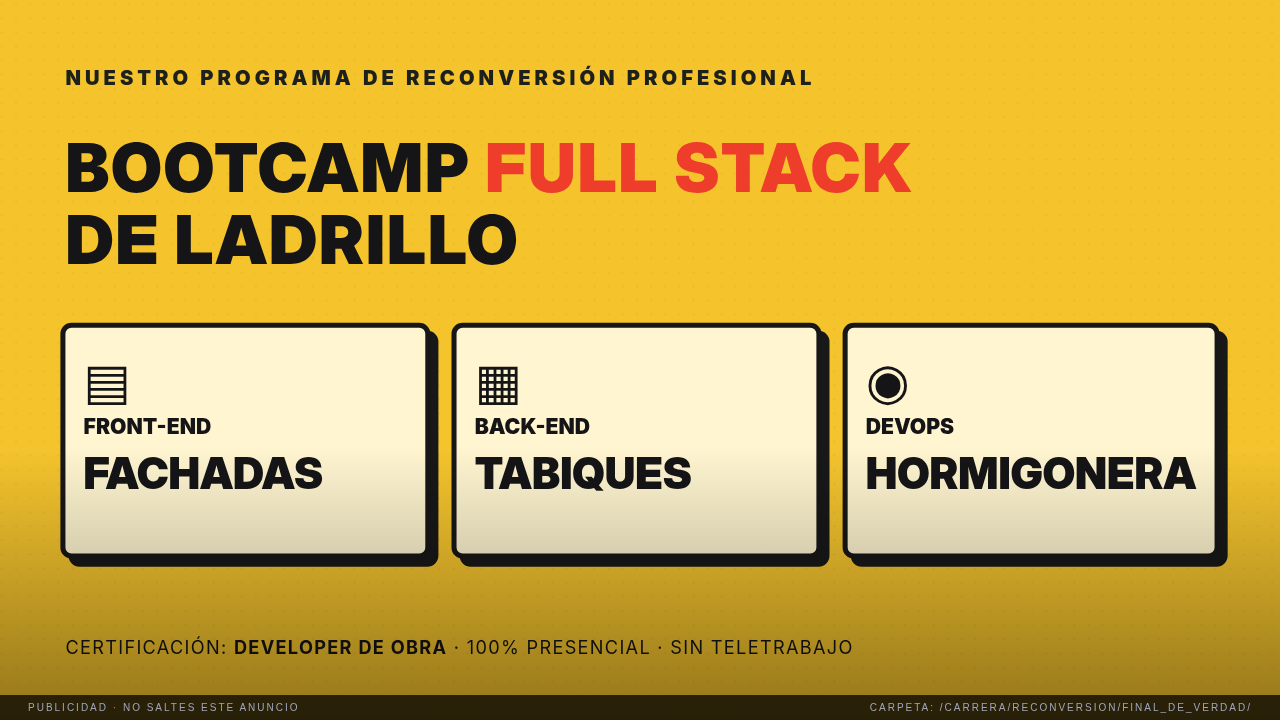 NUESTRO PROGRAMA DE RECONVERSIÓN PROFESIONAL
BOOTCAMP FULL STACK
DE LADRILLO
FRONT-END
FACHADAS
BACK-END
TABIQUES
DEVOPS
HORMIGONERA
CERTIFICACIÓN: DEVELOPER DE OBRA · 100% PRESENCIAL · SIN TELETRABAJO
PUBLICIDAD · NO SALTES ESTE ANUNCIO
CARPETA: /CARRERA/RECONVERSION/FINAL_DE_VERDAD/